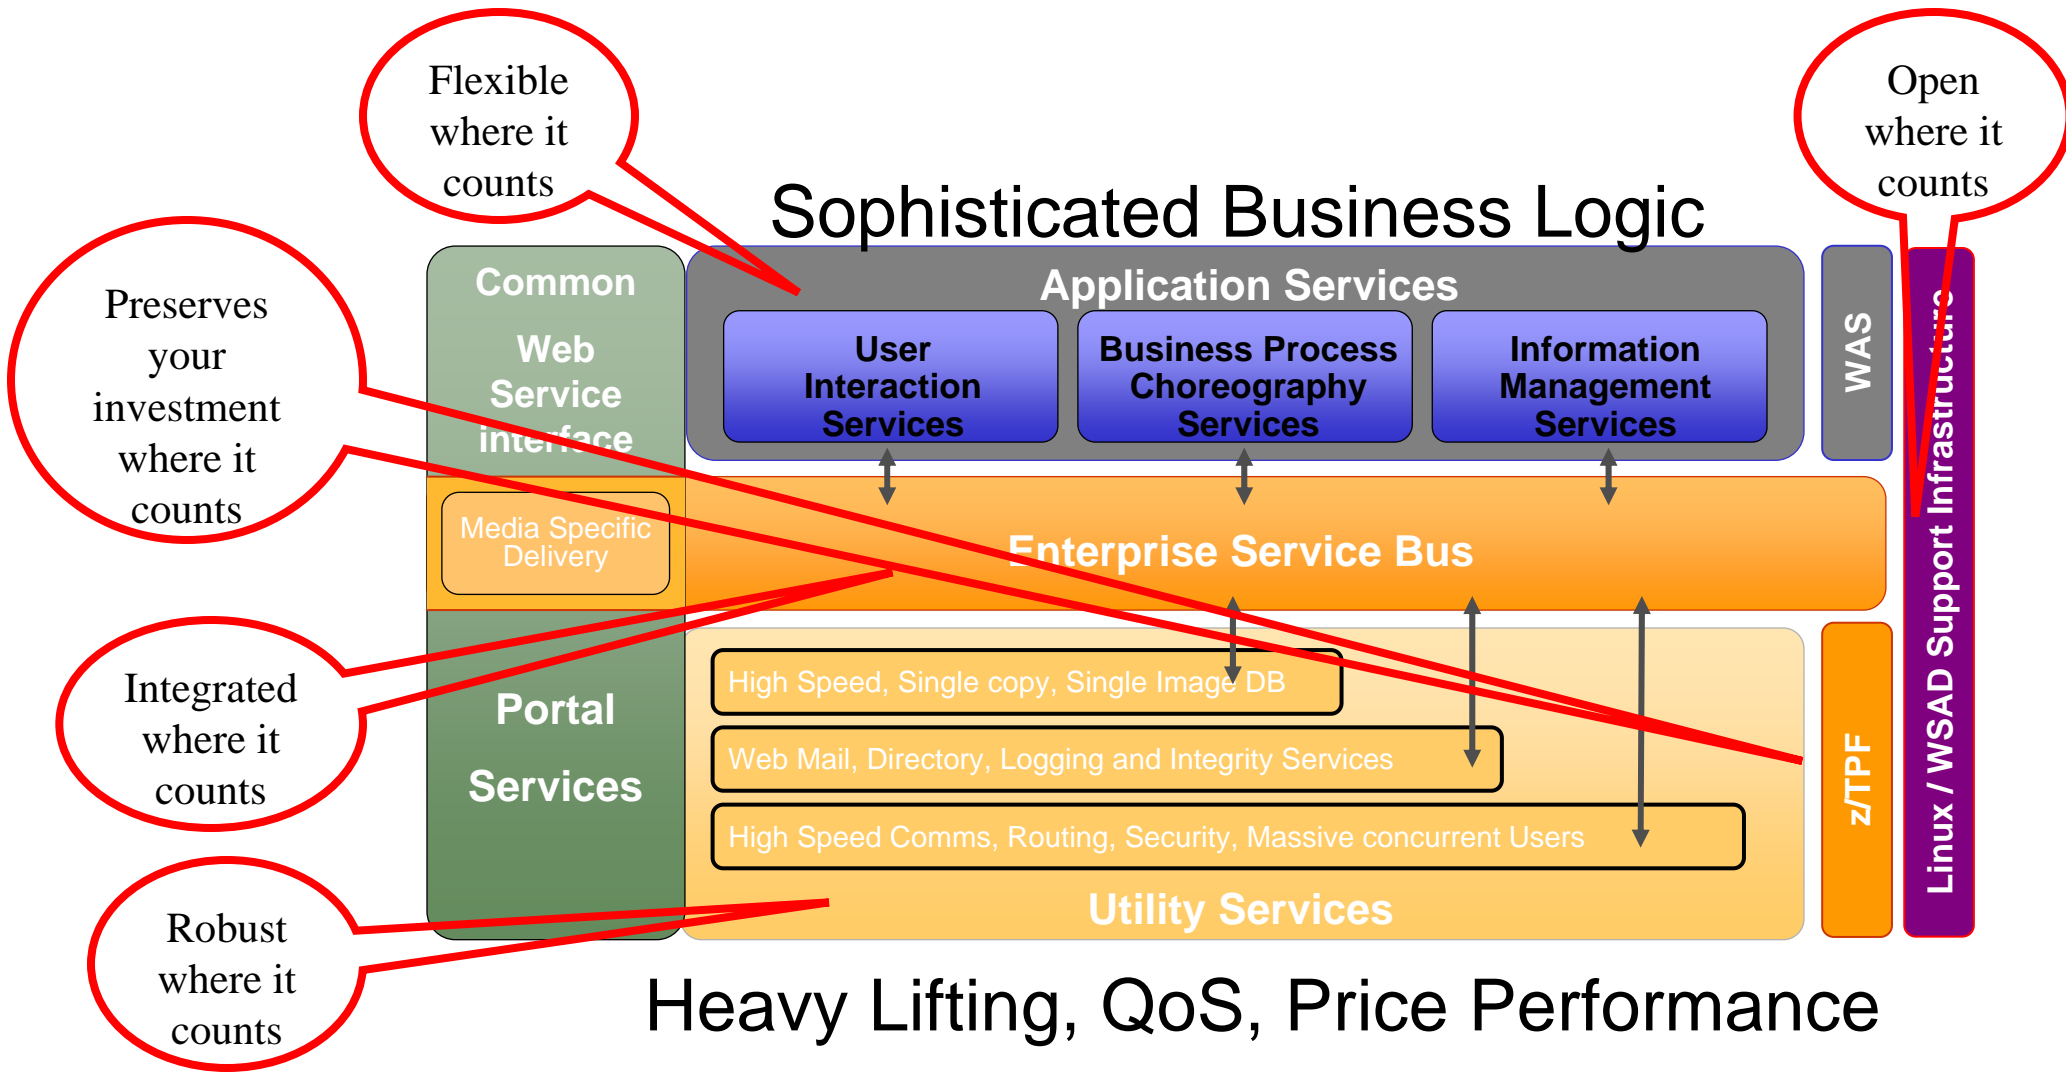 Flexible
where it
counts
Open
where it
counts
Sophisticated Business Logic
Preserves
your
investment
where it
counts
Common
Web
Service
interface
Application Services
User
Interaction
Services
Business Process
Choreography
Services
Information
Management
Services
WAS
Linux / WSAD Support Infrastructure
Media Specific
Delivery
Enterprise Service Bus
Integrated
where it
counts
Portal
Services
High Speed, Single copy, Single Image DB
Web Mail, Directory, Logging and Integrity Services
High Speed Comms, Routing, Security, Massive concurrent Users
Utility Services
z/TPF
Robust
where it
counts
Heavy Lifting, QoS, Price Performance